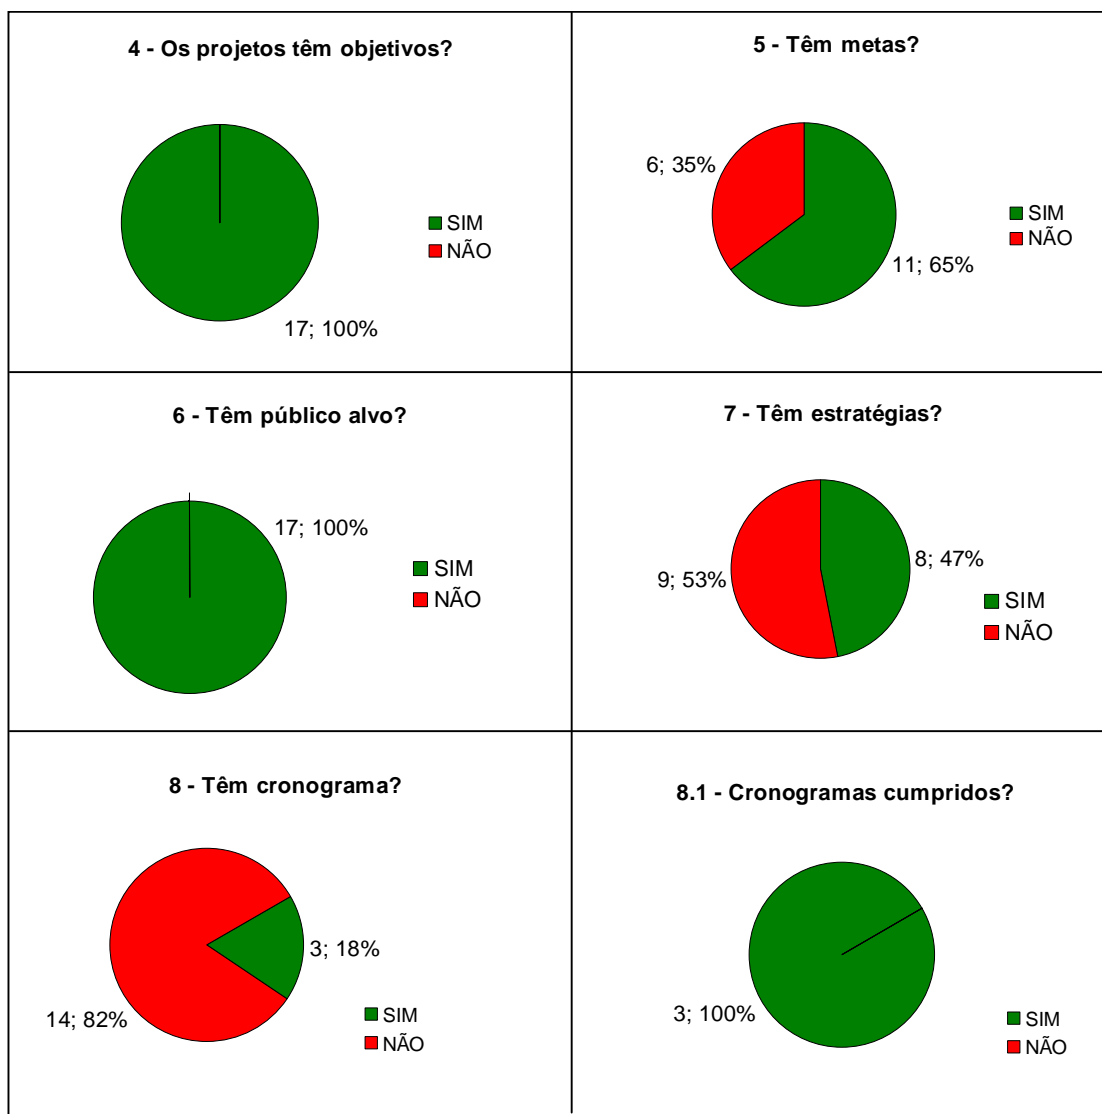 4 - Os projetos têm objetivos?
SIM
NÃO
17; 100%
5 - Têm metas?
6; 35%
SIM
NÃO
11; 65%
6 - Têm público alvo?
17; 100%
SIM
NÃO
7 - Têm estratégias?
8; 47%
9; 53%
SIM
NÃO
8 - Têm cronograma?
3; 18%
14; 82%
SIM
NÃO
8.1 - Cronogramas cumpridos?
3; 100%
SIM
NÃO